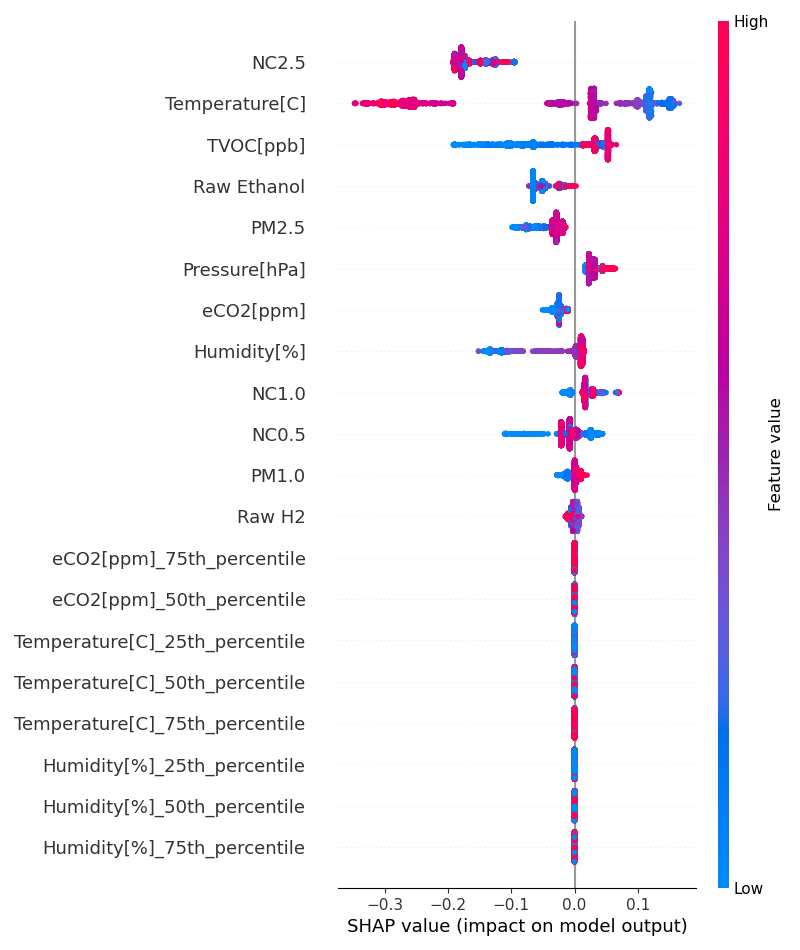 High
NC2.5
Temperature[C]
TVOC[ppb]
Raw Ethanol
PM2.5
Pressure[hPa]
eCO2[ppm]
Humidity[%]
NC1.0
NC0.5
PM1.0
Raw H2
eCO2[ppm]_75th_percentile
eCO2[ppm]_50th_percentile
Temperature[C]_25th_percentile
Temperature[C]_50th_percentile
Temperature[C]_75th_percentile
Humidity[%]_25th_percentile
Humidity[%]_50th_percentile
Humidity[%]_75th_percentile
Feature value
Low
−0.3 −0.2 −0.1 0.0 0.1
SHAP value (impact on model output)